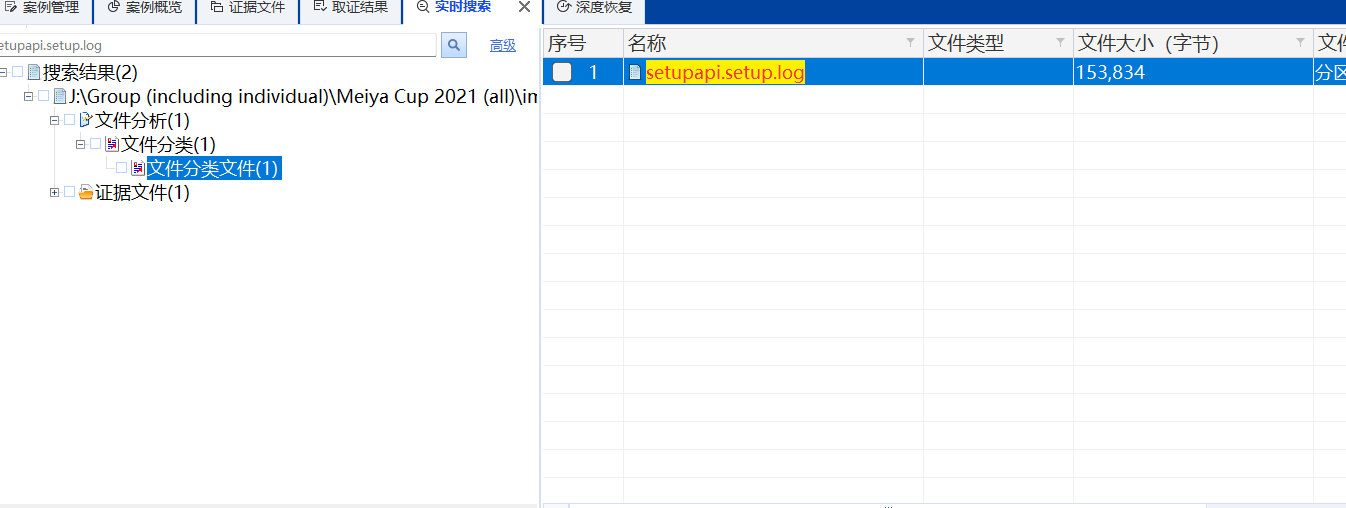 案例管理 案例概览 证据文件 取证结果 实时搜索 深度恢复
etupapi.setup.log 高级
搜索结果(2)
J:\Group (including individual)\Meiya Cup 2021 (all)\im
文件分析(1)
文件分类(1)
文件分类文件(1)
证据文件(1)
序号 名称 文件类型 文件大小（字节） 文件
1 setupapi.setup.log 153,834 分区